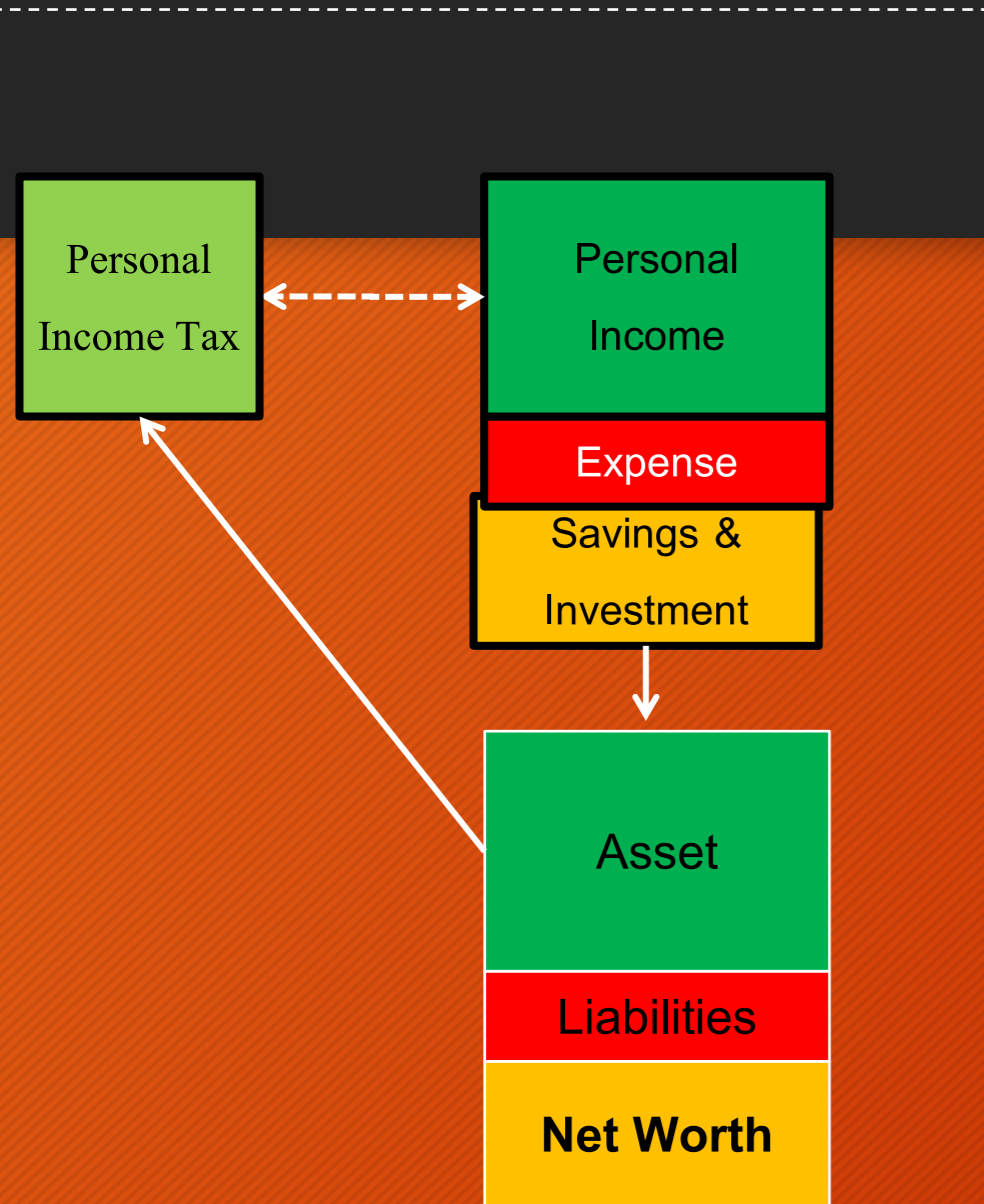 Personal
Income Tax
Personal
Income
Expense
Savings &
Investment
Asset
Liabilities
Net Worth